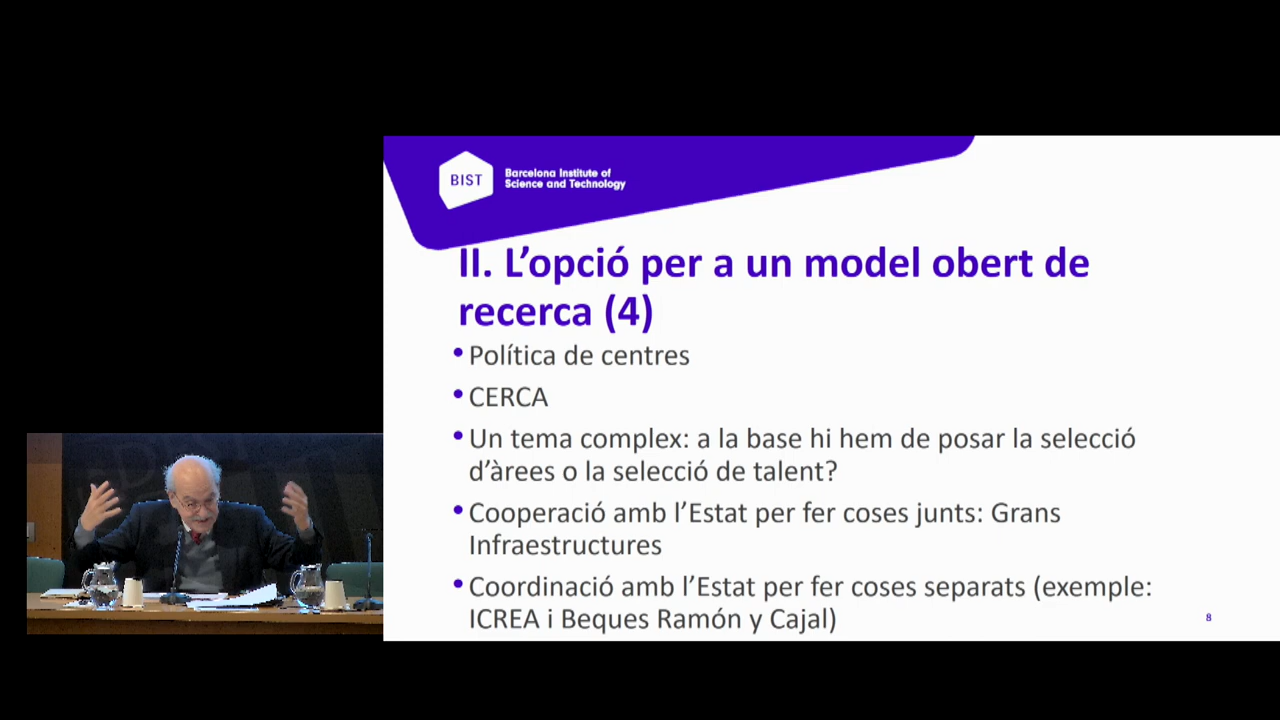 BIST
Barcelona Institute of
Science and Technology
II. L’opció per a un model obert de
recerca (4)
•Política de centres
•CERCA
•Un tema complex: a la base hi hem de posar la selecció
d’àrees o la selecció de talent?
•Cooperació amb l’Estat per fer coses junts: Grans
Infraestructures
•Coordinació amb l’Estat per fer coses separats (exemple:
ICREA i Beques Ramón y Cajal)
8